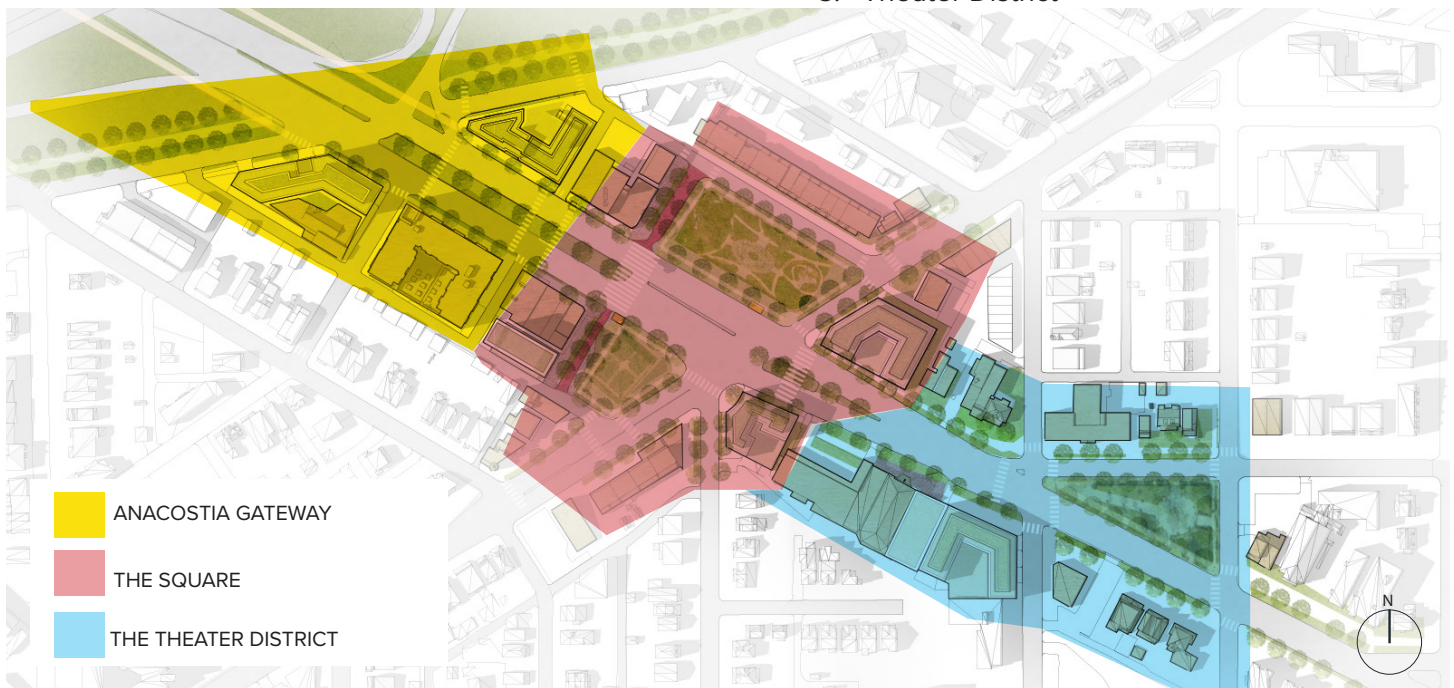 ANACOSTIA GATEWAY
THE SQUARE
THE THEATER DISTRICT
N